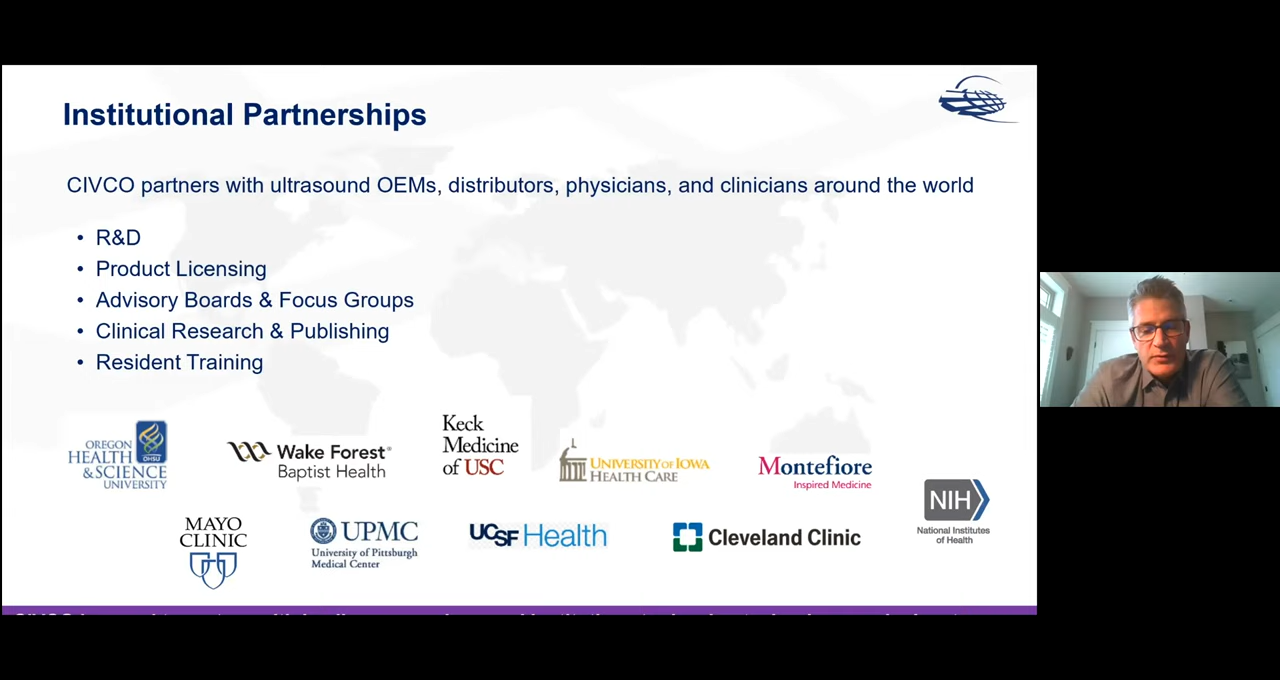 Institutional Partnerships
CIVCO partners with ultrasound OEMs, distributors, physicians, and clinicians around the world
• R&D
• Product Licensing
• Advisory Boards & Focus Groups
• Clinical Research & Publishing
• Resident Training
OREGON
HEALTH
&SCIENCE
UNIVERSITY
OHSU
Wake Forest®
Baptist Health
Keck
Medicine
of USC
UNIVERSITY OF IOWA
HEALTH CARE
Montefiore
Inspired Medicine
NIH
National Institutes
of Health
MAYO
CLINIC
UPMC
University of Pittsburgh
Medical Center
UCSF Health
Cleveland Clinic